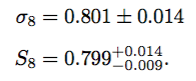 σ₈ = 0.801 ± 0.014
S₈ = 0.799⁺⁰·⁰¹⁴₋₀.₀₀₉.